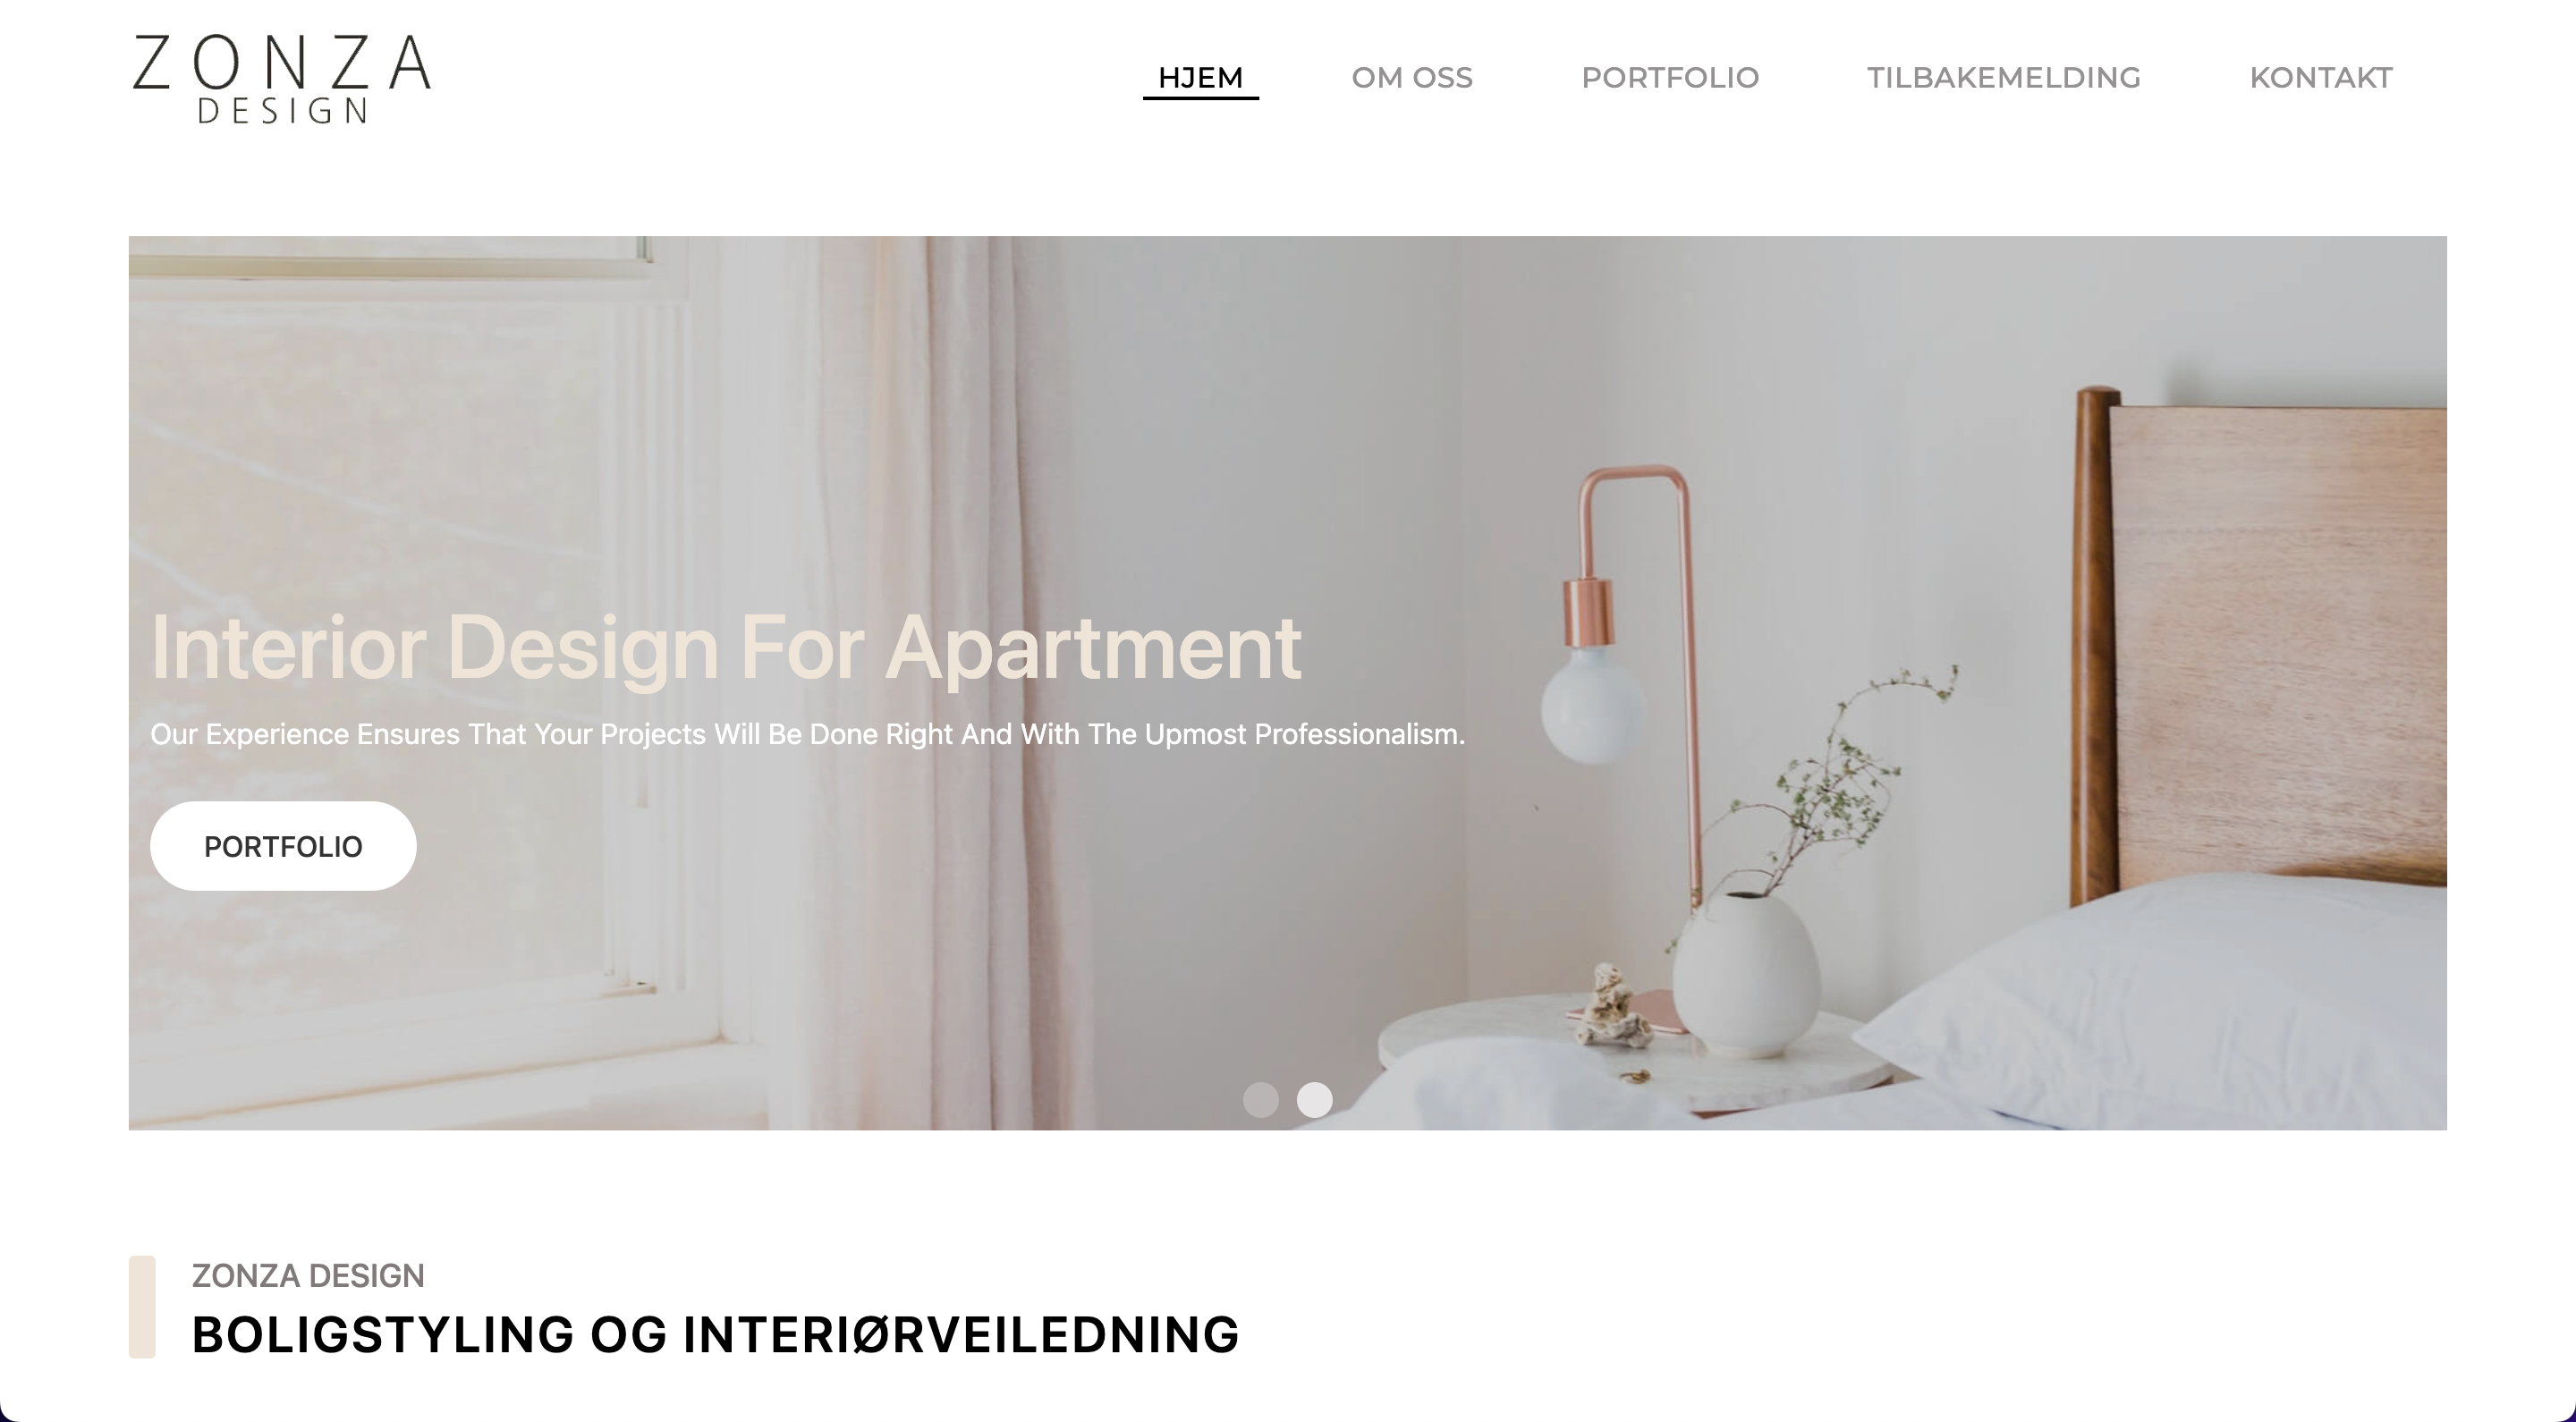 ZONZA
DESIGN
HJEM
OM OSS
PORTFOLIO
TILBAKEMELDING
KONTAKT
Interior Design For Apartment
Our Experience Ensures That Your Projects Will Be Done Right And With The Upmost Professionalism.
PORTFOLIO
ZONZA DESIGN
BOLIGSTYLING OG INTERIØRVEILEDNING